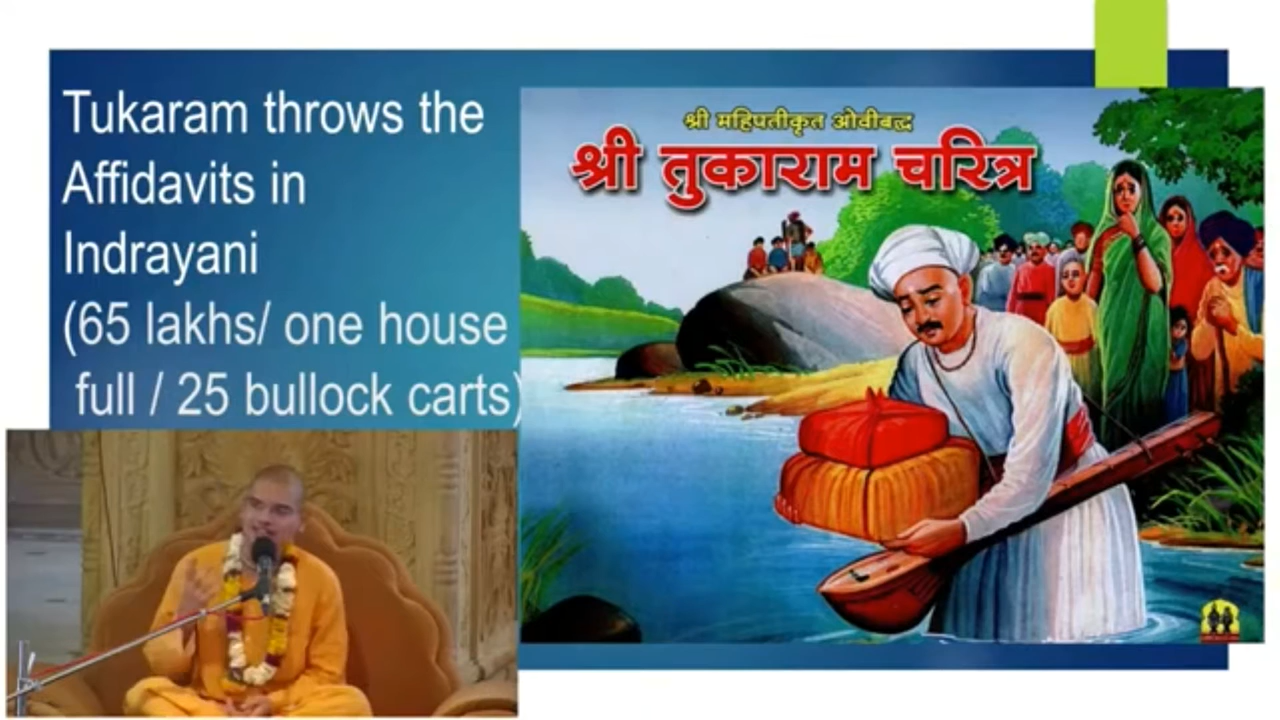 Tukaram throws the
Affidavits in
Indrayani
(65 lakhs/ one house
full / 25 bullock carts)
श्री महिपतीकृत ओवीबद्ध
श्री तुकाराम चरित्र